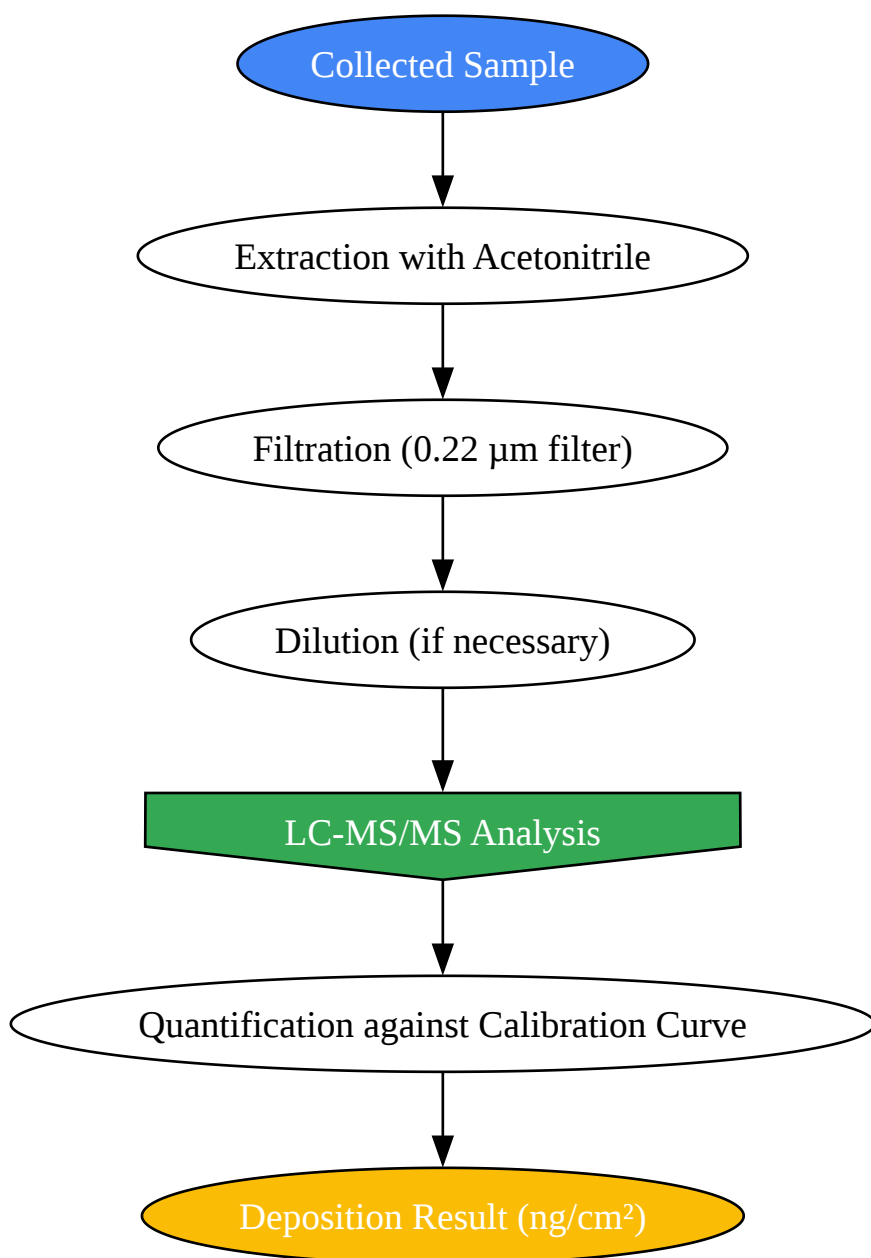 Collected Sample
Extraction with Acetonitrile
Filtration (0.22 µm filter)
Dilution (if necessary)
LC-MS/MS Analysis
Quantification against Calibration Curve
Deposition Result (ng/cm²)